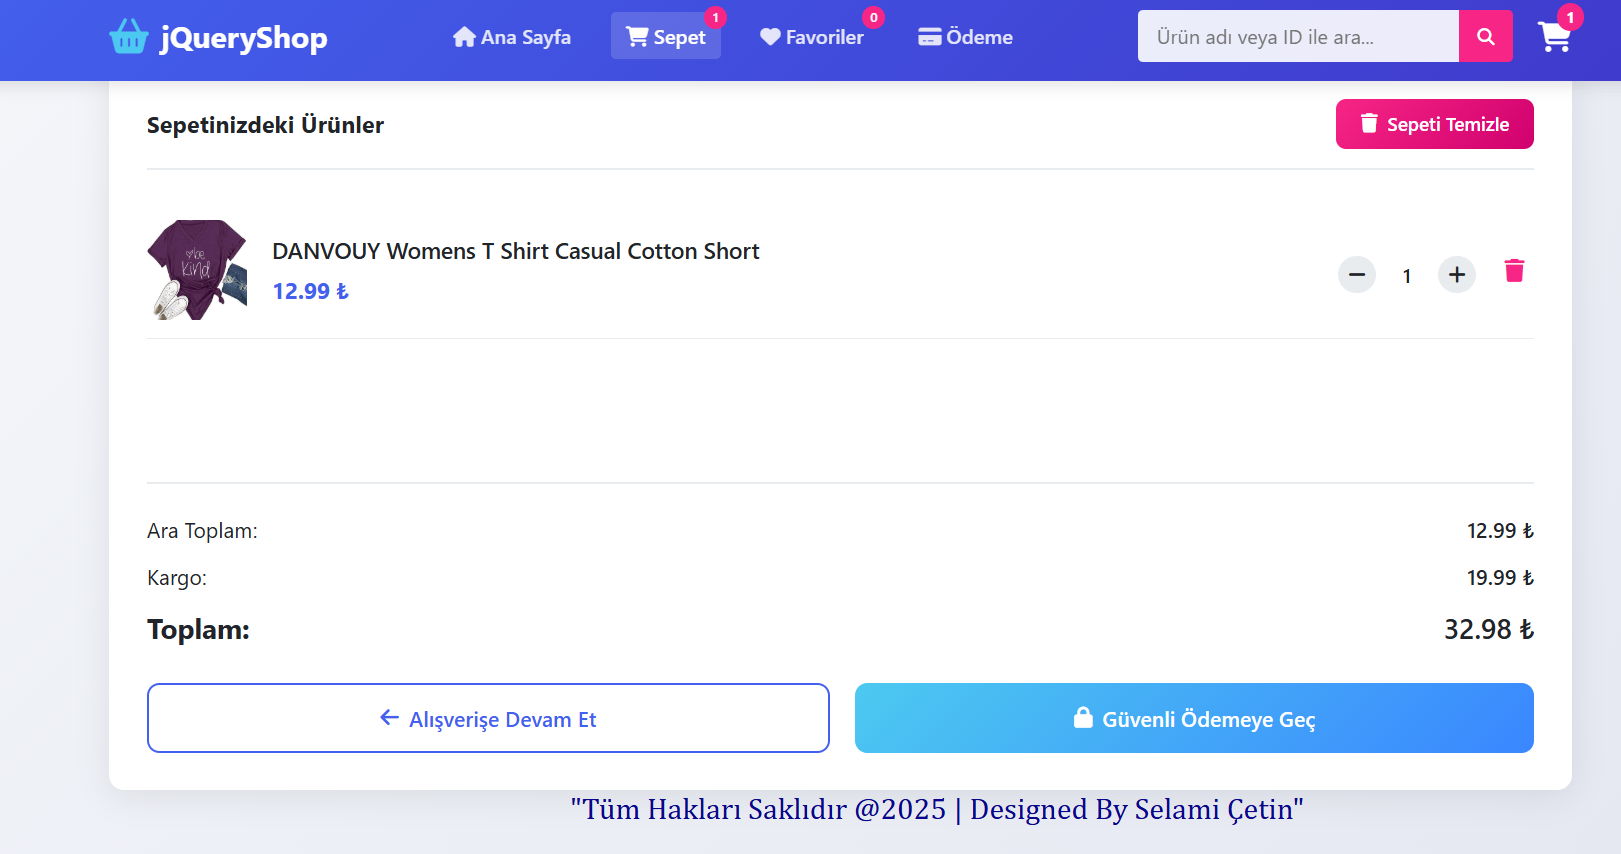 jQueryShop
Ana Sayfa
Sepet
1
Favoriler
0
Ödeme
Ürün adı veya ID ile ara...
1
Sepetinizdeki Ürünler
Sepeti Temizle
be
kind
DANVOUY Womens T Shirt Casual Cotton Short
12.99 ₺
1
Ara Toplam:
12.99 ₺
Kargo:
19.99 ₺
Toplam:
32.98 ₺
Alışverişe Devam Et
Güvenli Ödemeye Geç
"Tüm Hakları Saklıdır @2025 | Designed By Selami Çetin"